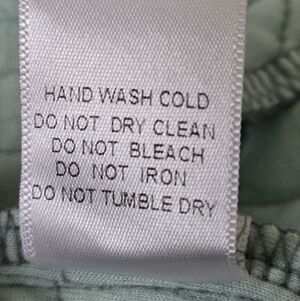 HAND WASH COLD
DO NOT DRY CLEAN
DO NOT BLEACH
DO NOT IRON
DO NOT TUMBLE DRY